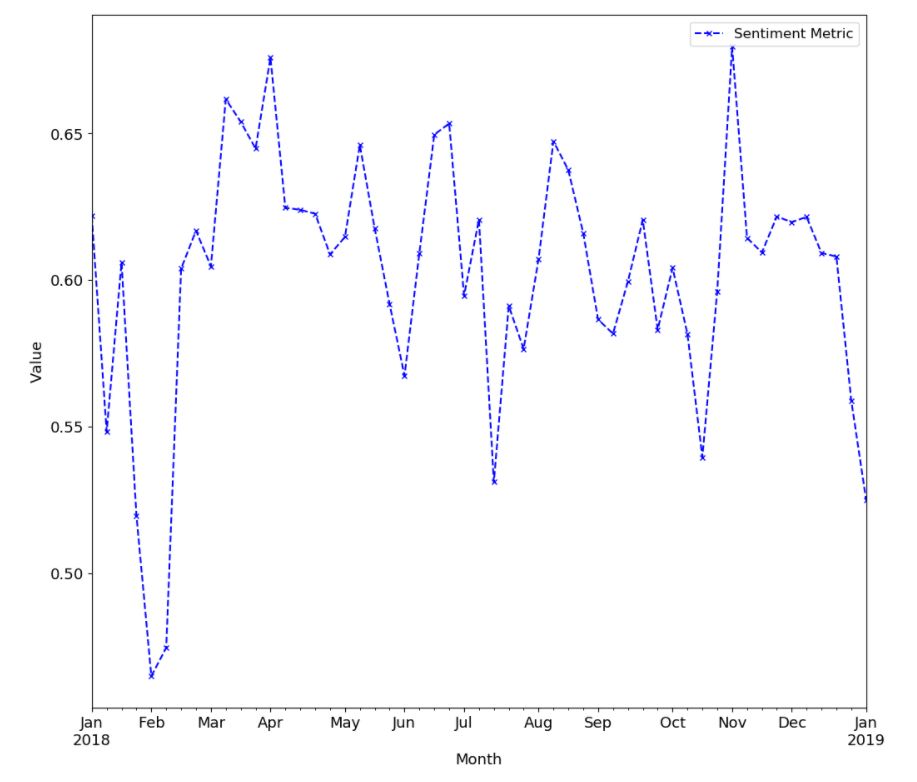 Sentiment Metric
0.65
0.60
0.55
0.50
Value
Jan Feb Mar Apr May Jun Jul Aug Sep Oct Nov Dec Jan
2018 2019
Month